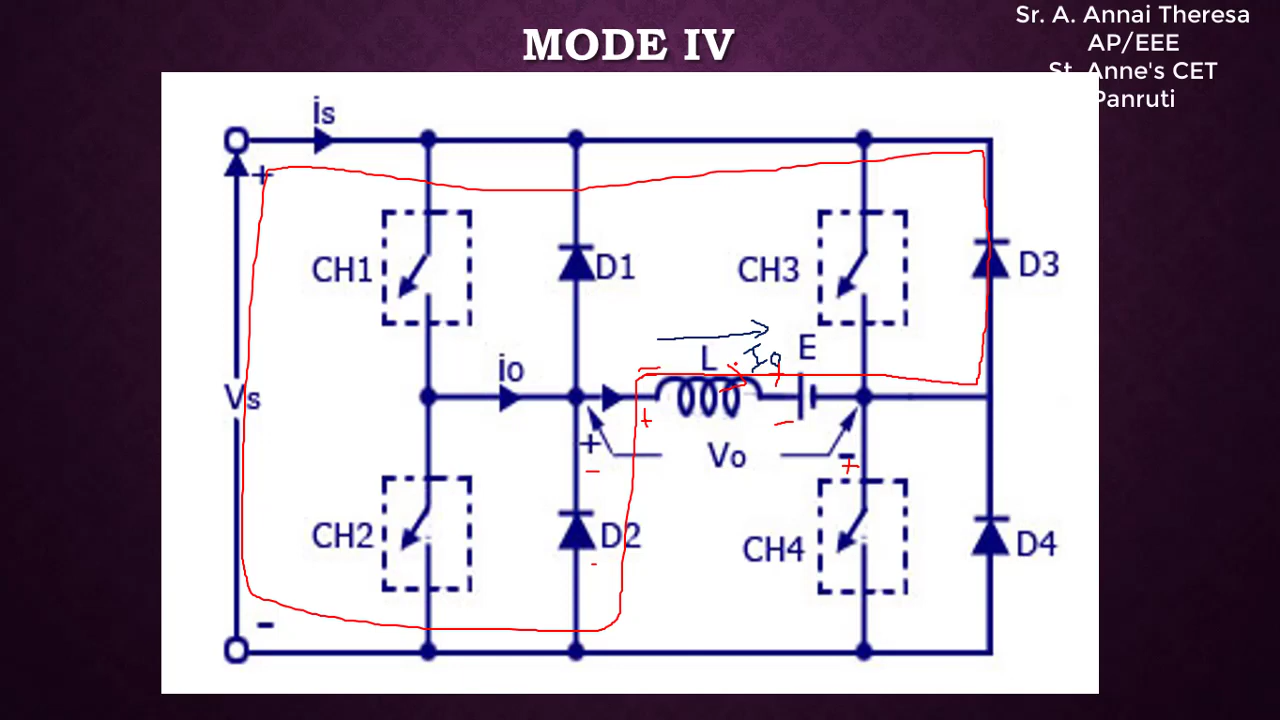 Sr. A. Annai Theresa
AP/EEE
St. Anne's CET
Panruti
MODE IV
is
+
CH1
D1
CH3
D3
L
E
Vs
io
+
-
+
-
Vo
-
+
CH2
D2
CH4
D4
-